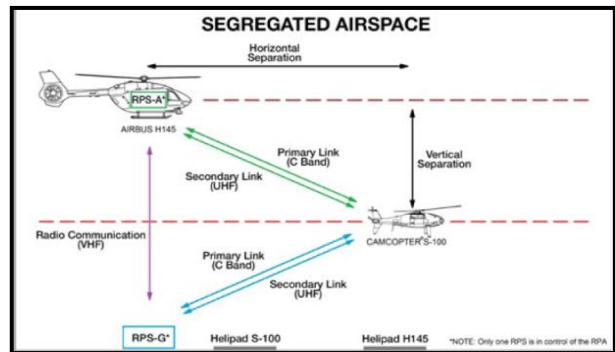 SEGREGATED AIRSPACE
Horizontal
Separation
RPS-A*
AIRBUS H145
Primary Link
(C Band)
Secondary Link
(UHF)
Vertical
Separation
Radio Communication
(VHF)
CAMCOPTER® S-100
Primary Link
(C Band)
Secondary Link
(UHF)
RPS-G*
Helipad S-100
Helipad H145
*NOTE: Only one RPS is in control of the RPA